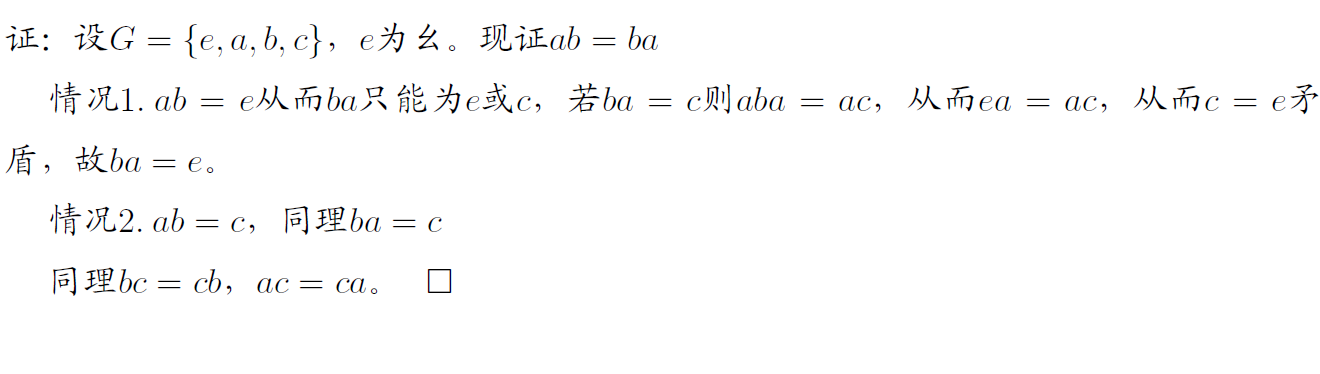 证：设G = {e, a, b, c}，e为幺。现证ab = ba
情况1. ab = e从而ba只能为e或c，若ba = c则aba = ac，从而ea = ac，从而c = e矛
盾，故ba = e。
情况2. ab = c，同理ba = c
同理bc = cb，ac = ca。 □